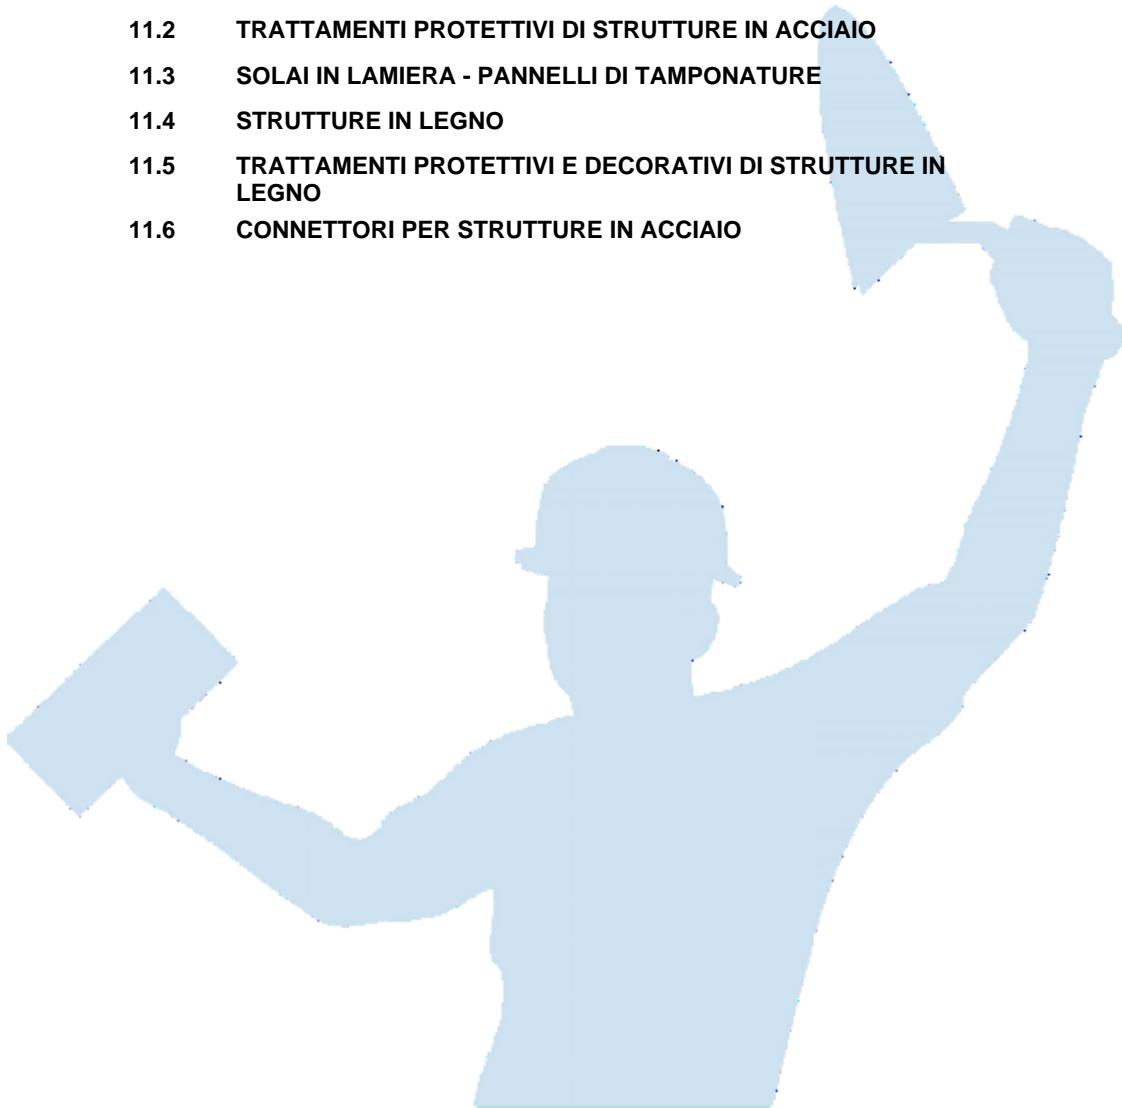 11.2 TRATTAMENTI PROTETTIVI DI STRUTTURE IN ACCIAIO
11.3 SOLAI IN LAMIERA - PANNELLI DI TAMPONATURE
11.4 STRUTTURE IN LEGNO
11.5 TRATTAMENTI PROTETTIVI E DECORATIVI DI STRUTTURE IN
LEGNO
11.6 CONNETTORI PER STRUTTURE IN ACCIAIO